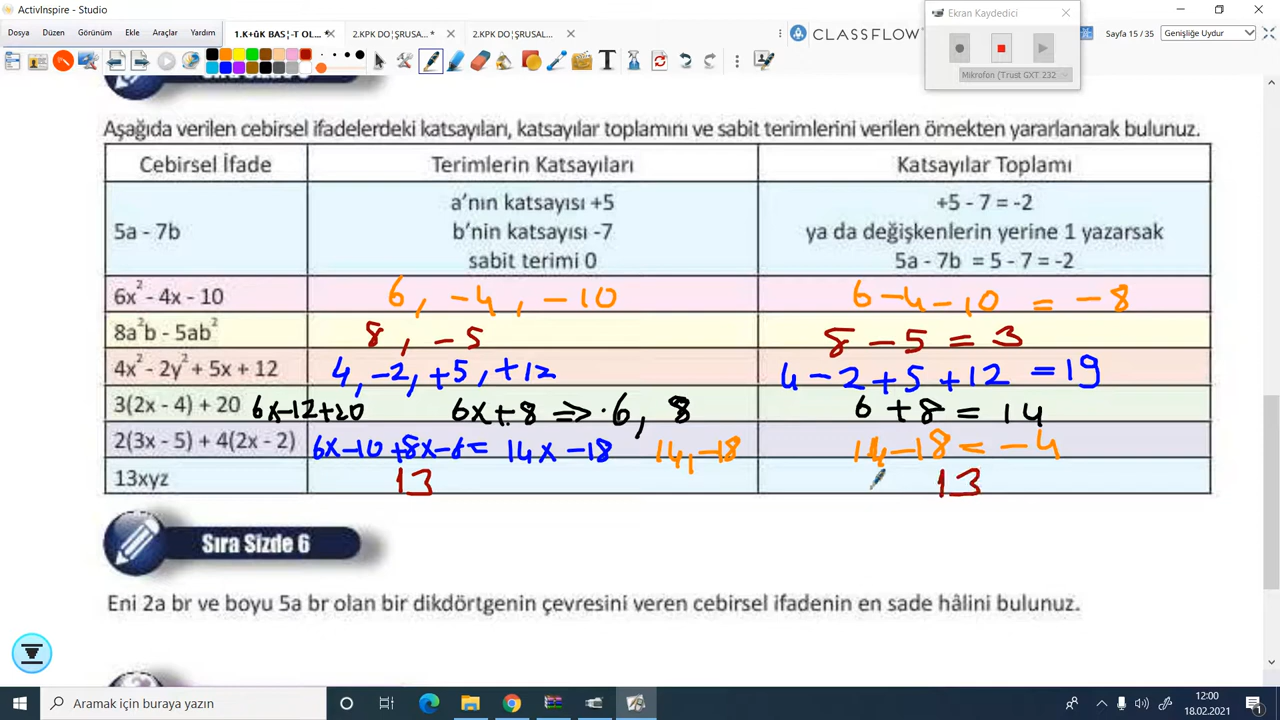 ActivInspire - Studio
Ekran Kaydedici
Dosya Düzen Görünüm Ekle Araçlar Yardım
1.K+ûK BAS¦-T OL... 2.KPK DO¦ŞRUSA... 2.KPK DO¦ŞUSAL...
CLASSFLOW
Sayfa 15 / 35
Genişliğe Uydur
Mikrofon (Trust GXT 232
Aşağıda verilen cebirsel ifadelerdeki katsayıları, katsayılar toplamını ve sabit terimlerini verilen örnekten yararlanarak bulunuz.
Cebirsel İfade Terimlerin Katsayıları Katsayılar Toplamı
5a - 7b
a'nın katsayısı +5
b'nin katsayısı -7
sabit terimi 0
+5 - 7 = -2
ya da değişkenlerin yerine 1 yazarsak
5a - 7b = 5 - 7 = -2
6x² - 4x - 10 6, -4, -10 6-4-10 = -8
8a²b - 5ab² 8, -5 8 - 5 = 3
4x² - 2y² + 5x + 12 4, -2, +5, +12 4-2+5+12 = 19
3(2x - 4) + 20 6x-12+20 6x+8 => 6, 8 6+8 = 14
2(3x - 5) + 4(2x - 2) 6x-10+8x-8= 14x-18 14, -18 14-18 = -4
13xyz 13 13
Sıra Sizde 6
Eni 2a br ve boyu 5a br olan bir dikdörtgenin çevresini veren cebirsel ifadenin en sade hâlini bulunuz.
Aramak için buraya yazın
12:00
18.02.2021
1